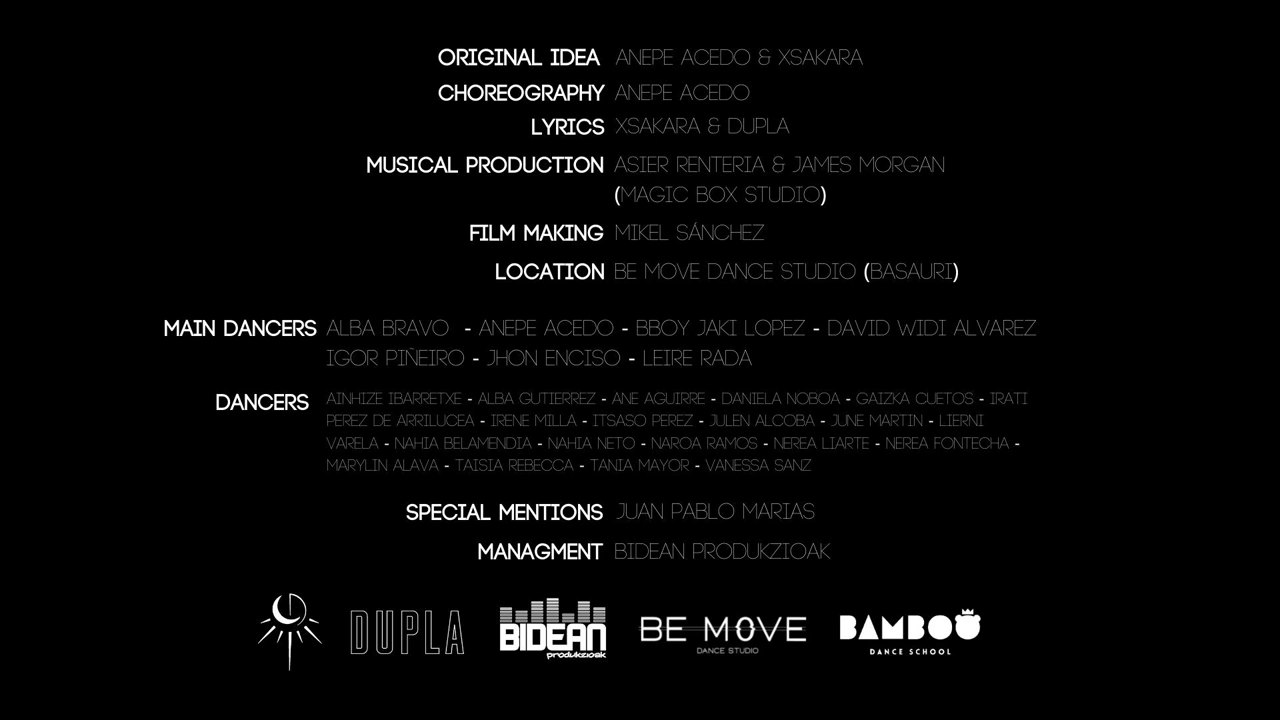 ORIGINAL IDEA ANEPE ACEDO & XSAKARA
CHOREOGRAPHY ANEPE ACEDO
LYRICS XSAKARA & DUPLA
MUSICAL PRODUCTION ASIER RENTERIA & JAMES MORGAN
(MAGIC BOX STUDIO)
FILM MAKING MIKEL SÁNCHEZ
LOCATION BE MOVE DANCE STUDIO (BASAURI)
MAIN DANCERS ALBA BRAVO - ANEPE ACEDO - BBOY JAKI LOPEZ - DAVID WIDI ALVAREZ
IGOR PIÑEIRO - JHON ENCISO - LEIRE RADA
DANCERS AINHIZE IBARRETXE - ALBA GUTIERREZ - ANE AGUIRRE - DANIELA NOBOA - GAIZKA CUETOS - IRATI
PEREZ DE ARRILUCEA - IRENE MILLA - ITSASO PEREZ - JULEN ALCOBA - JUNE MARTIN - LIERNI
VARELA - NAHIA BELAMENDIA - NAHIA NETO - NAROA RAMOS - NEREA LIARTE - NEREA FONTECHA -
MARYLIN ALAVA - TAISIA REBECCA - TANIA MAYOR - VANESSA SANZ
SPECIAL MENTIONS JUAN PABLO MARIAS
MANAGMENT BIDEAN PRODUKZIOAK
DUPLA
BIDEAN
produkzioak
BE MOVE
DANCE STUDIO
BAMBOO
DANCE SCHOOL